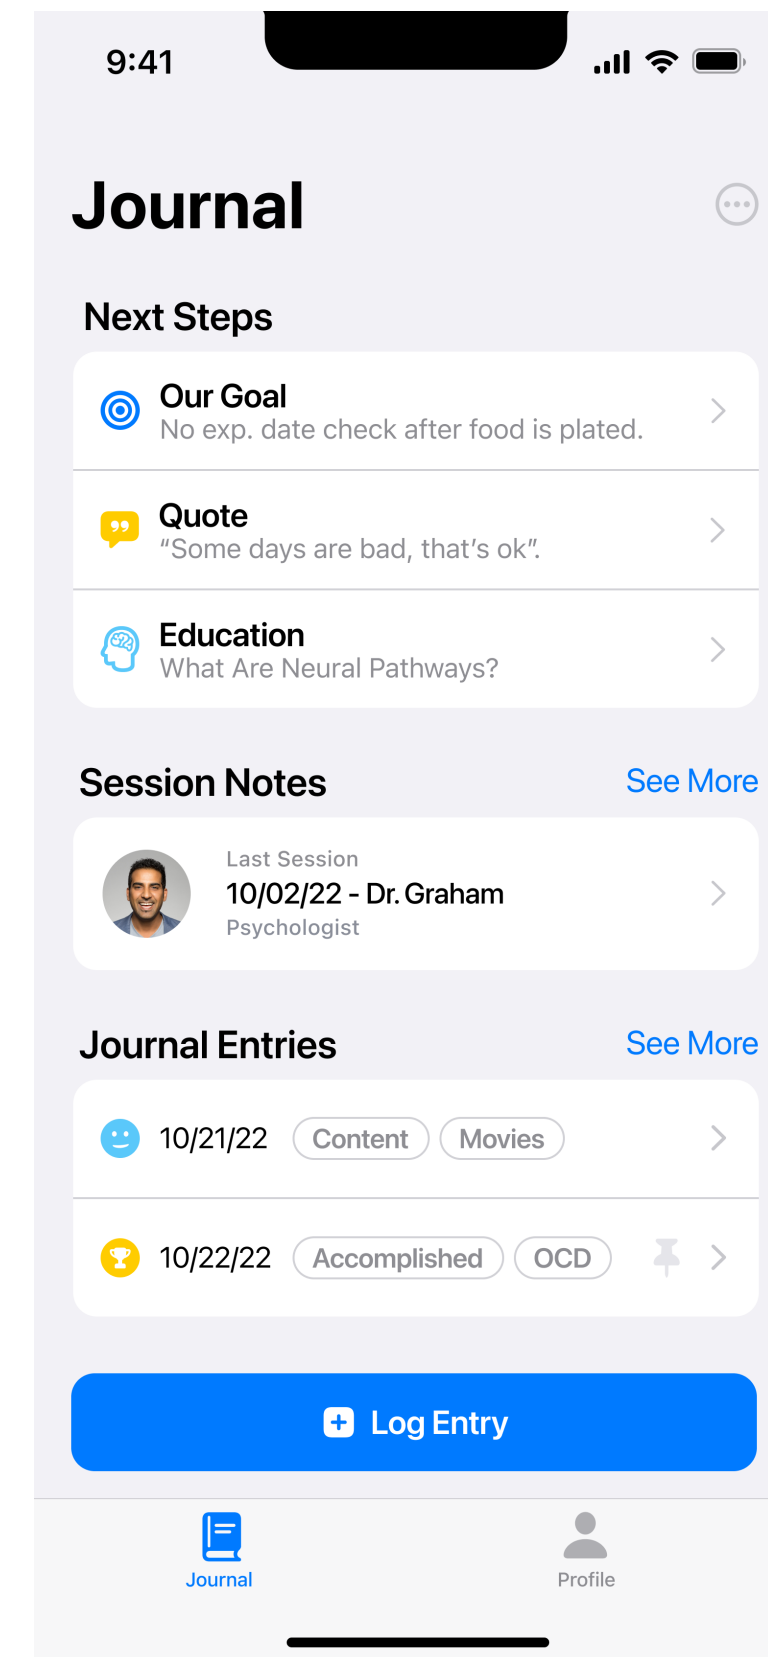 9:41
Journal
Next Steps
Our Goal
No exp. date check after food is plated.
Quote
“Some days are bad, that’s ok”.
Education
What Are Neural Pathways?
Session Notes
See More
Last Session
10/02/22 - Dr. Graham
Psychologist
Journal Entries
See More
10/21/22 Content Movies
10/22/22 Accomplished OCD
Log Entry
Journal
Profile